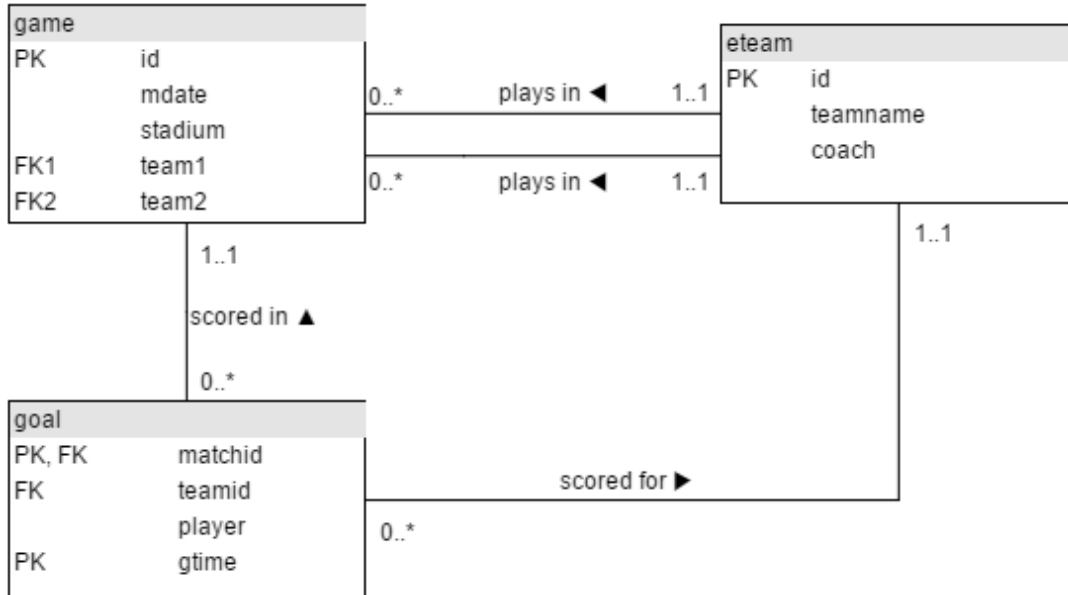 game
PK id
mdate
stadium
FK1 team1
FK2 team2
eteam
PK id
teamname
coach
0..* plays in ◄ 1..1
0..* plays in ◄ 1..1
1..1
scored in ▲
0..*
1..1
goal
PK, FK matchid
FK teamid
player
PK gtime
scored for ►
0..*